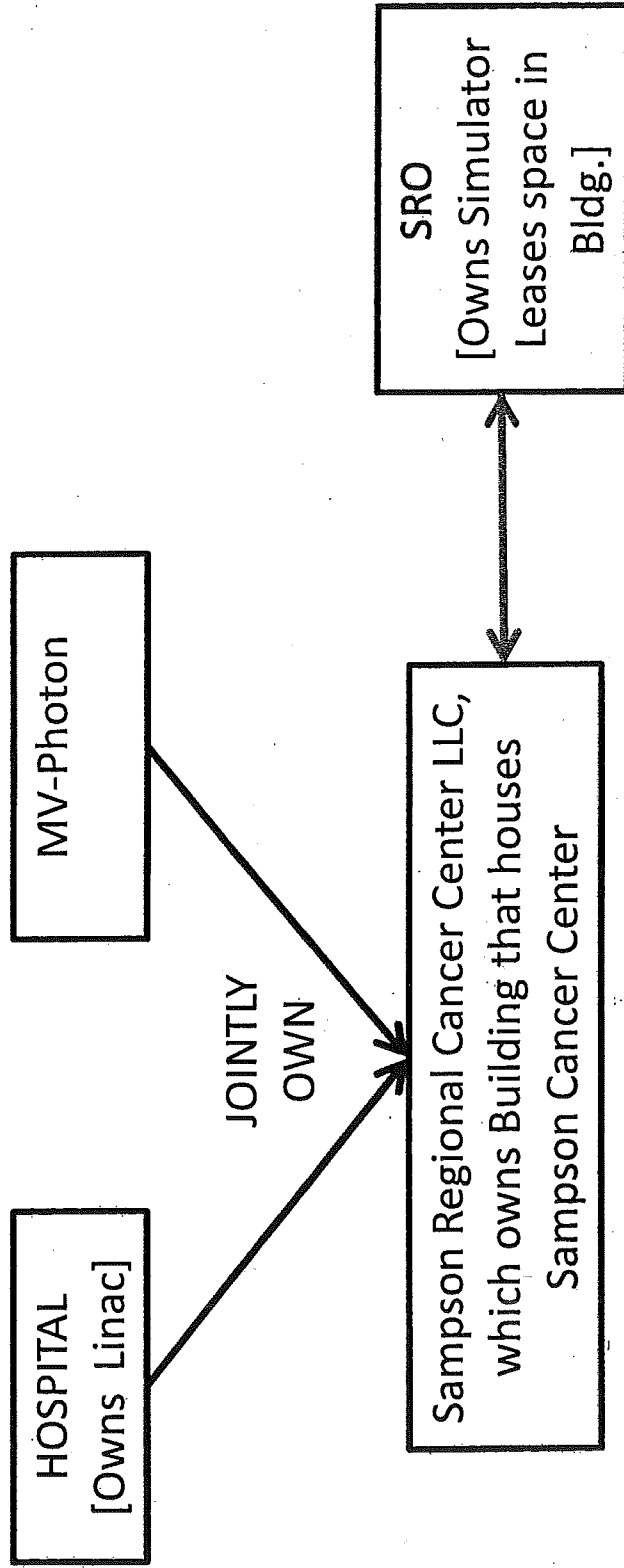 HOSPITAL
[Owns Linac]
MV-Photon
JOINTLY
OWN
Sampson Regional Cancer Center LLC,
which owns Building that houses
Sampson Cancer Center
SRO
[Owns Simulator
Leases space in
Bldg.]